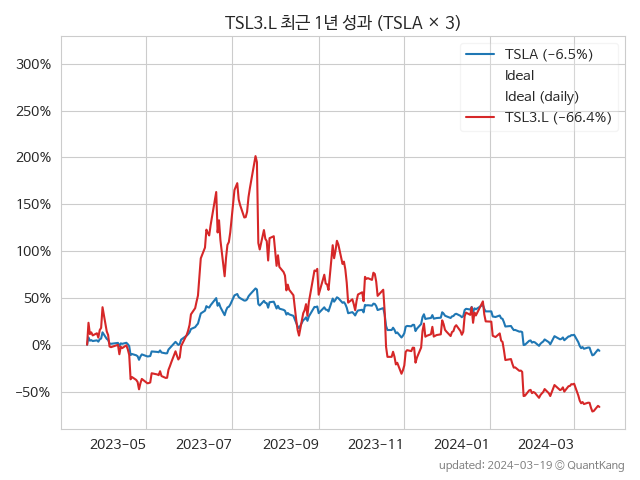 TSL3.L 최근 1년 성과 (TSLA × 3)
TSLA (−6.5%)
Ideal
Ideal (daily)
TSL3.L (−66.4%)
300%
250%
200%
150%
100%
50%
0%
−50%
2023-05 2023-07 2023-09 2023-11 2024-01 2024-03
updated: 2024-03-19 © QuantKang